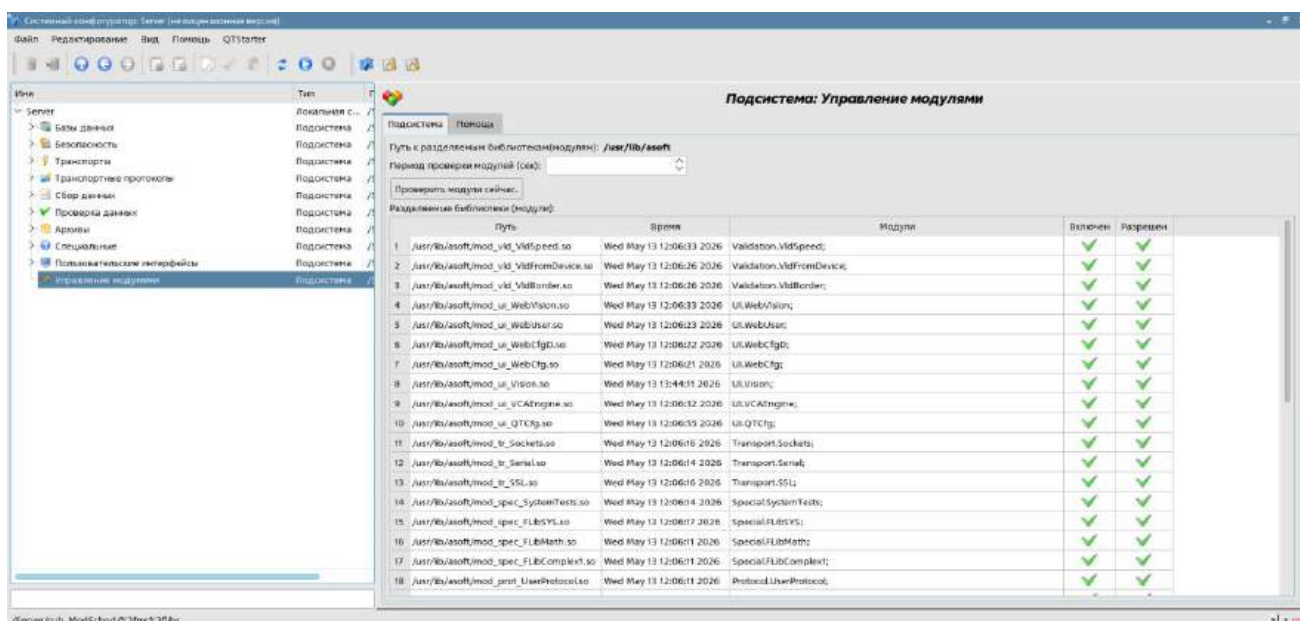 Системный конфигуратор: Server (нелицензионная версия)
Файл Редактирование Вид Помощь QTStarter
Имя Тип
Server Локальная с...
Базы данных Подсистема
Безопасность Подсистема
Транспорты Подсистема
Транспортные протоколы Подсистема
Сбор данных Подсистема
Проверка данных Подсистема
Архивы Подсистема
Специальные Подсистема
Пользовательские интерфейсы Подсистема
Управление модулями Подсистема
Подсистема: Управление модулями
Подсистема Помощь
Путь к разделяемым библиотекам(модулям): /usr/lib/asoft
Период проверки модулей (сек):
Проверить модули сейчас.
Разделяемые библиотеки (модули):
Путь Время Модули Включен Разрешен
1 /usr/lib/asoft/mod_vld_VldSpeed.so Wed May 13 12:06:33 2026 Validation.VldSpeed;
2 /usr/lib/asoft/mod_vld_VldFromDevice.so Wed May 13 12:06:26 2026 Validation.VldFromDevice;
3 /usr/lib/asoft/mod_vld_VldBorder.so Wed May 13 12:06:26 2026 Validation.VldBorder;
4 /usr/lib/asoft/mod_ui_WebVision.so Wed May 13 12:06:33 2026 UI.WebVision;
5 /usr/lib/asoft/mod_ui_WebUser.so Wed May 13 12:06:23 2026 UI.WebUser;
6 /usr/lib/asoft/mod_ui_WebCfgD.so Wed May 13 12:06:22 2026 UI.WebCfgD;
7 /usr/lib/asoft/mod_ui_WebCfg.so Wed May 13 12:06:21 2026 UI.WebCfg;
8 /usr/lib/asoft/mod_ui_Vision.so Wed May 13 13:44:11 2026 UI.Vision;
9 /usr/lib/asoft/mod_ui_VCAEngine.so Wed May 13 12:06:32 2026 UI.VCAEngine;
10 /usr/lib/asoft/mod_ui_QTCfg.so Wed May 13 12:06:55 2026 UI.QTCfg;
11 /usr/lib/asoft/mod_tr_Sockets.so Wed May 13 12:06:16 2026 Transport.Sockets;
12 /usr/lib/asoft/mod_tr_Serial.so Wed May 13 12:06:14 2026 Transport.Serial;
13 /usr/lib/asoft/mod_tr_SSL.so Wed May 13 12:06:16 2026 Transport.SSL;
14 /usr/lib/asoft/mod_spec_SystemTests.so Wed May 13 12:06:14 2026 Special.SystemTests;
15 /usr/lib/asoft/mod_spec_FLibSYS.so Wed May 13 12:06:17 2026 Special.FLibSYS;
16 /usr/lib/asoft/mod_spec_FLibMath.so Wed May 13 12:06:11 2026 Special.FLibMath;
17 /usr/lib/asoft/mod_spec_FLibComplex1.so Wed May 13 12:06:11 2026 Special.FLibComplex1;
18 /usr/lib/asoft/mod_prot_UserProtocol.so Wed May 13 12:06:11 2026 Protocol.UserProtocol;